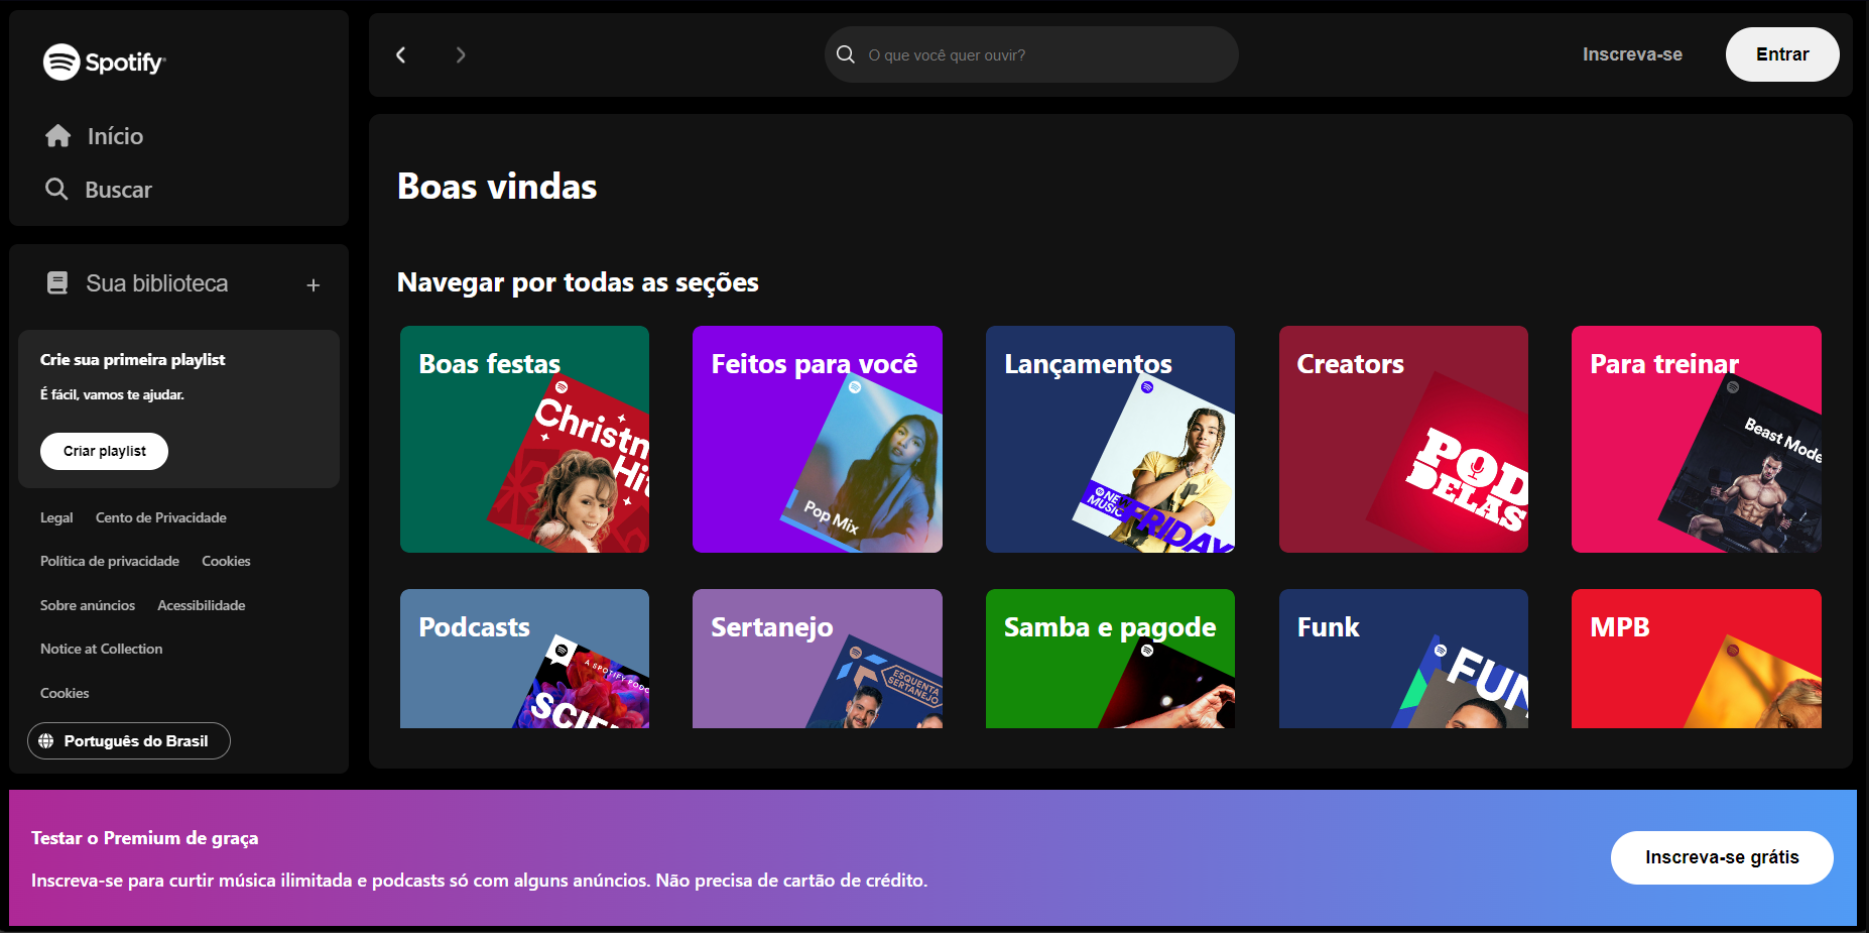 Spotify
Início
Buscar
Sua biblioteca +
Crie sua primeira playlist
É fácil, vamos te ajudar.
Criar playlist
Legal Cento de Privacidade
Política de privacidade Cookies
Sobre anúncios Acessibilidade
Notice at Collection
Cookies
Português do Brasil
O que você quer ouvir?
Inscreva-se
Entrar
Boas vindas
Navegar por todas as seções
Boas festas
Christm
Hit
Feitos para você
Pop Mix
Lançamentos
NE
MUSIC
FRIDAY
Creators
POD
DELAS
Para treinar
Beast Mode
Podcasts
A SPOTIFY PODC
SCIEN
Sertanejo
ESQUENTA
SERTANEJO
Samba e pagode
Funk
FUN
MPB
Testar o Premium de graça
Inscreva-se para curtir música ilimitada e podcasts só com alguns anúncios. Não precisa de cartão de crédito.
Inscreva-se grátis